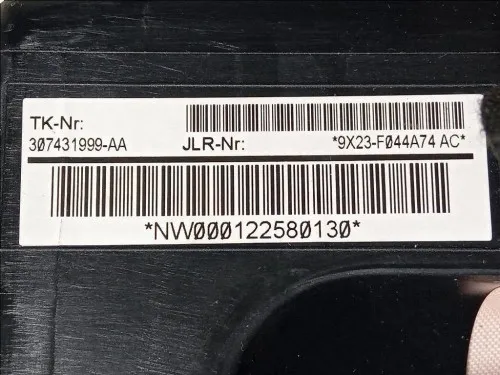 TK-Nr:
307431999-AA JLR-Nr: *9X23-F044A74 AC*
*NW000122580130*